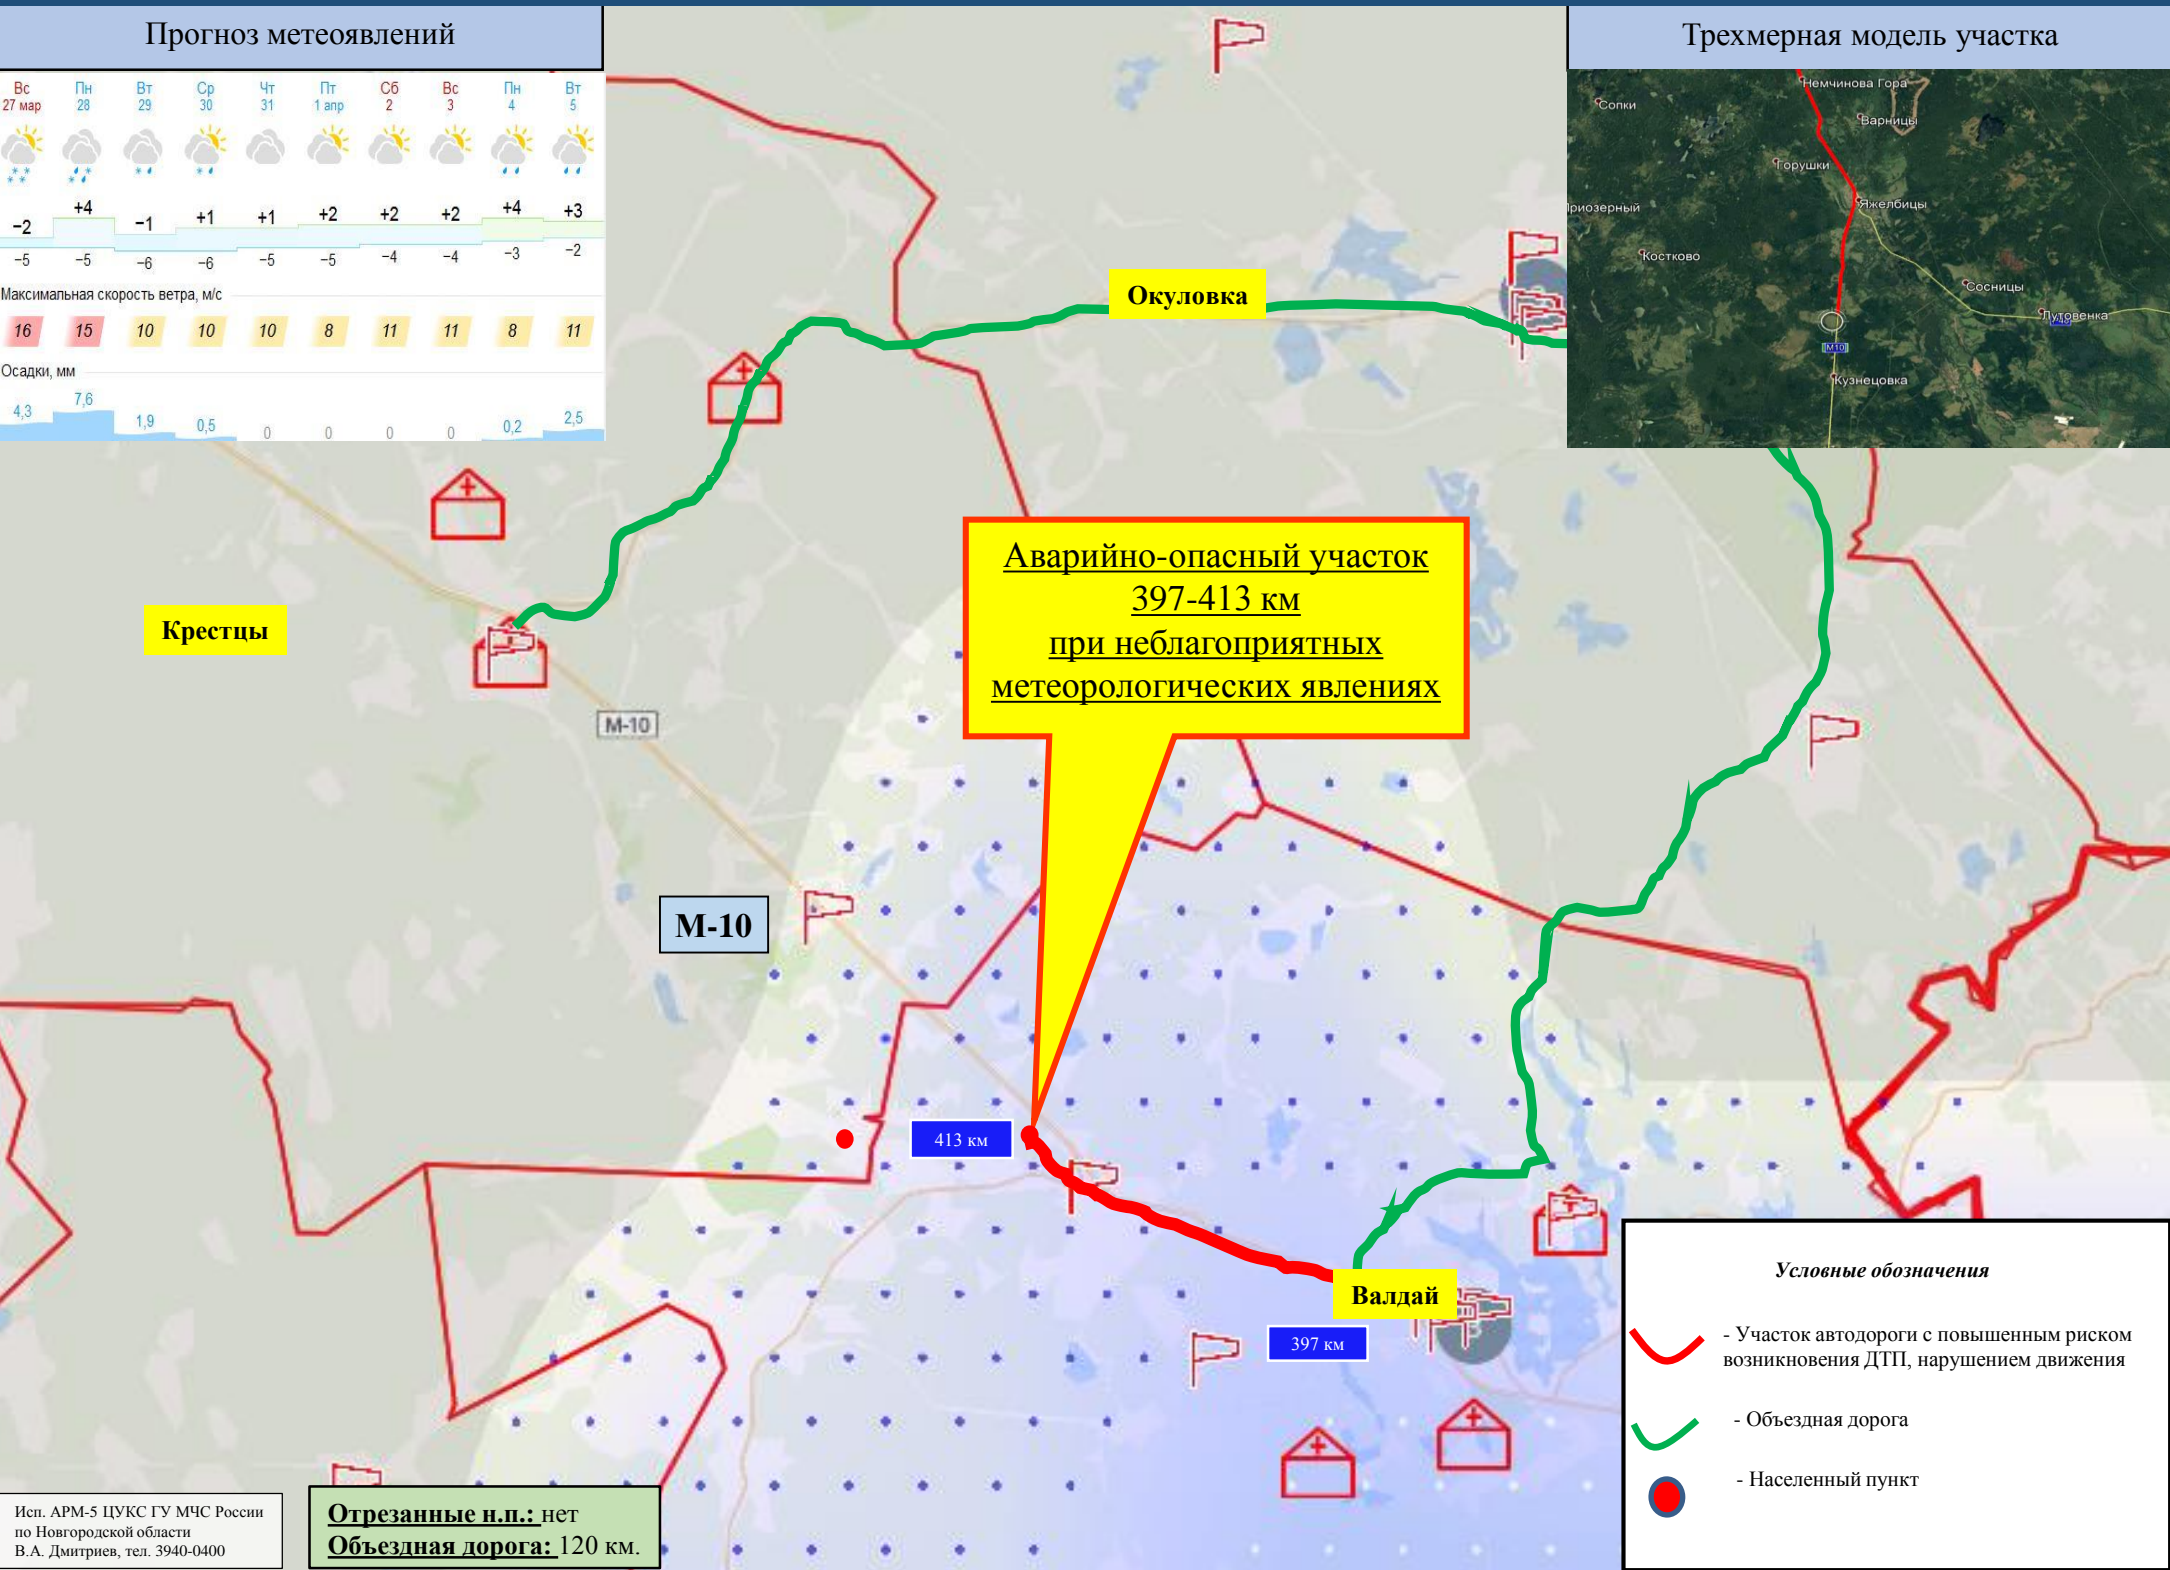 Прогноз метеоявлений
Вс Пн Вт Ср Чт Пт Сб Вс Пн Вт
27 мар 28 29 30 31 1 апр 2 3 4 5
−2 +4 −1 +1 +1 +2 +2 +2 +4 +3
−5 −5 −6 −6 −5 −5 −4 −4 −3 −2
Максимальная скорость ветра, м/с
16 15 10 10 10 8 11 11 8 11
Осадки, мм
4,3 7,6 1,9 0,5 0 0 0 0 0,2 2,5
Трехмерная модель участка
Немчинова Гора
Сопки
Варницы
Горушки
Приозерный
Яжелбицы
Костково
Сосницы
Лутовенка
М10
Кузнецовка
Окуловка
Аварийно-опасный участок
397-413 км
при неблагоприятных
метеорологических явлениях
Крестцы
М-10
М-10
413 км
Валдай
397 км
Условные обозначения
- Участок автодороги с повышенным риском
возникновения ДТП, нарушением движения
- Объездная дорога
- Населенный пункт
Исп. АРМ-5 ЦУКС ГУ МЧС России
по Новгородской области
В.А. Дмитриев, тел. 3940-0400
Отрезанные н.п.: нет
Объездная дорога: 120 км.